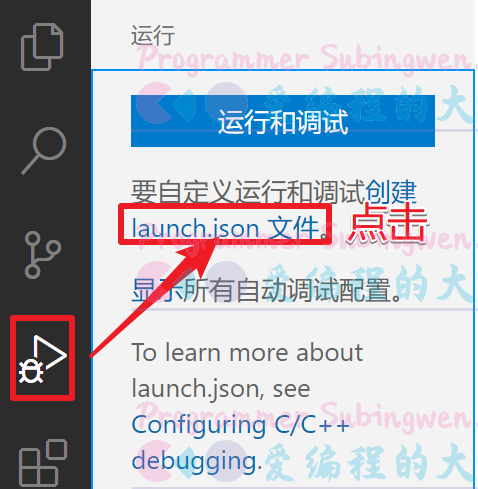 运行
Programmer Subingwen.
爱编程的大
运行和调试
要自定义运行和调试创建
launch.json 文件。
点击
Programmer Subingwen.
爱编程的大
显示所有自动调试配置。
To learn more about
launch.json, see
Programmer Subingwen.
Configuring C/C++
debugging.
爱编程的大